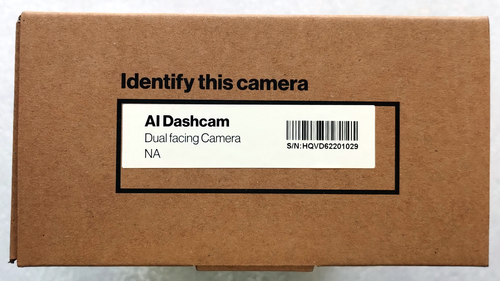 Identify this camera
AI Dashcam
Dual facing Camera
NA
S/N:HQVD62201029